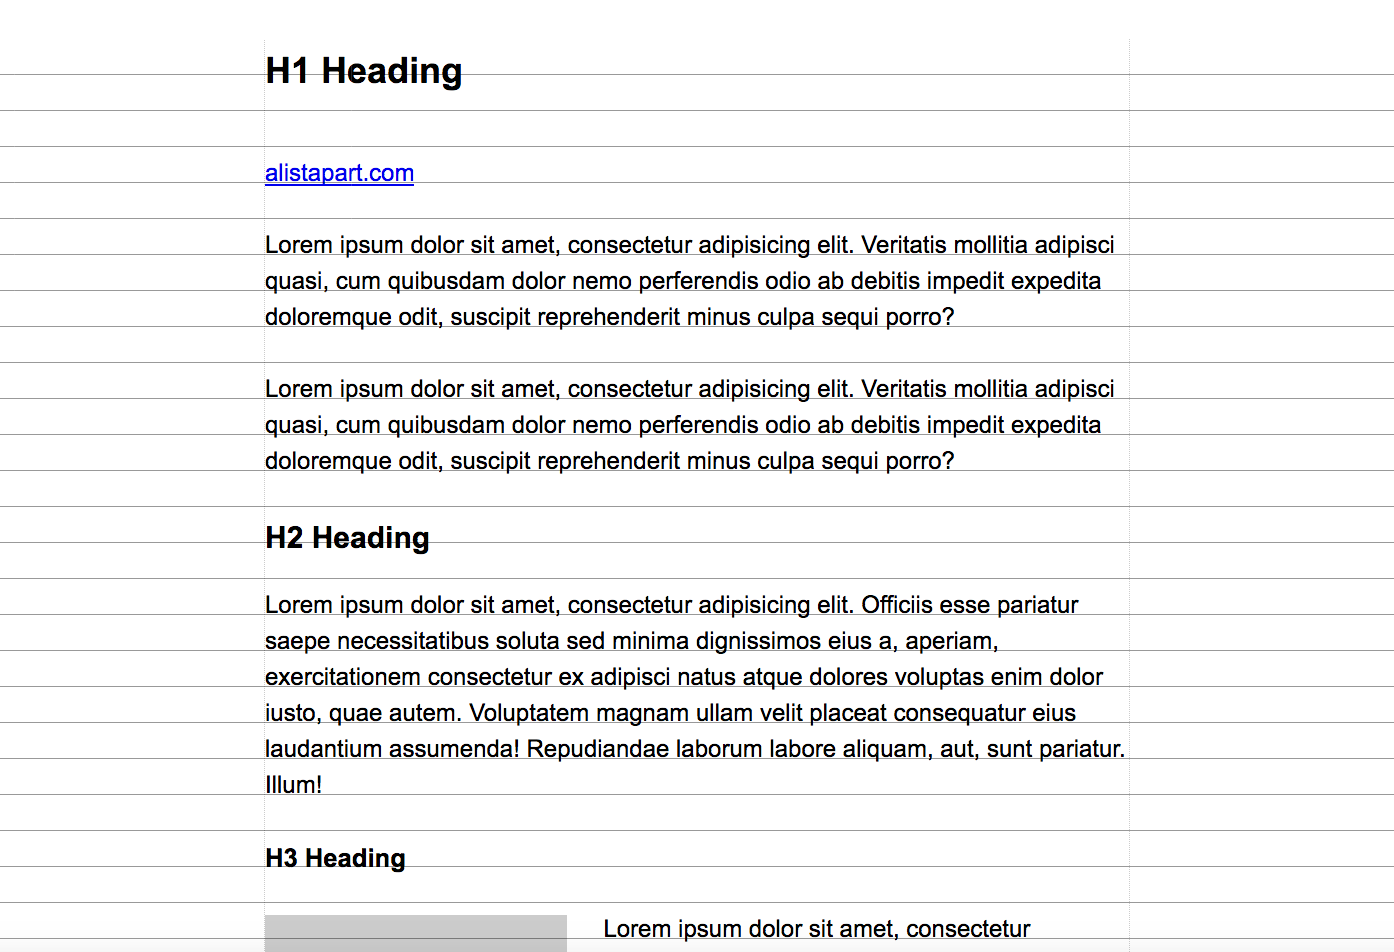 H1 Heading
alistapart.com
Lorem ipsum dolor sit amet, consectetur adipisicing elit. Veritatis mollitia adipisci
quasi, cum quibusdam dolor nemo perferendis odio ab debitis impedit expedita
doloremque odit, suscipit reprehenderit minus culpa sequi porro?
Lorem ipsum dolor sit amet, consectetur adipisicing elit. Veritatis mollitia adipisci
quasi, cum quibusdam dolor nemo perferendis odio ab debitis impedit expedita
doloremque odit, suscipit reprehenderit minus culpa sequi porro?
H2 Heading
Lorem ipsum dolor sit amet, consectetur adipisicing elit. Officiis esse pariatur
saepe necessitatibus soluta sed minima dignissimos eius a, aperiam,
exercitationem consectetur ex adipisci natus atque dolores voluptas enim dolor
iusto, quae autem. Voluptatem magnam ullam velit placeat consequatur eius
laudantium assumenda! Repudiandae laborum labore aliquam, aut, sunt pariatur.
Illum!
H3 Heading
Lorem ipsum dolor sit amet, consectetur